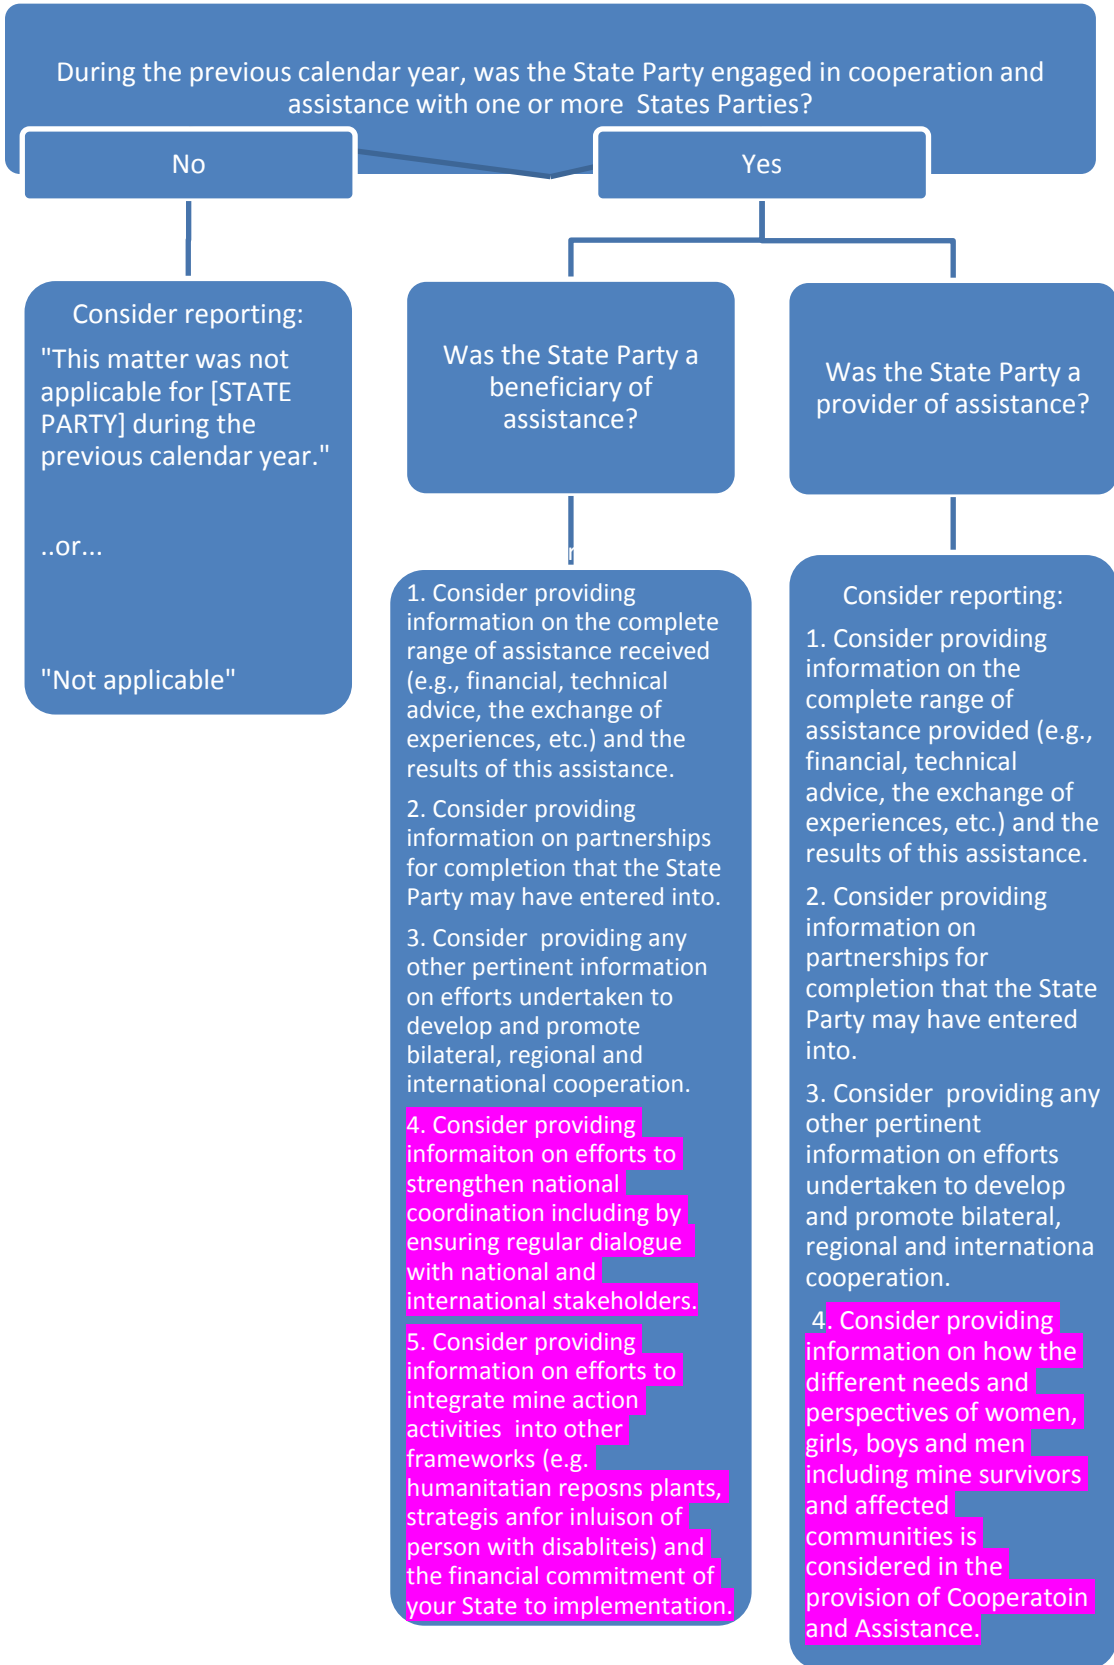 During the previous calendar year, was the State Party engaged in cooperation and
assistance with one or more  States Parties?
No
Yes
Consider reporting:
"This matter was not
applicable for [STATE
PARTY] during the
previous calendar year."
..or...
"Not applicable"
Was the State Party a
beneficiary of
assistance?
r
1. Consider providing
information on the complete
range of assistance received
(e.g., financial, technical
advice, the exchange of
experiences, etc.) and the
results of this assistance.
2. Consider providing
information on partnerships
for completion that the State
Party may have entered into.
3. Consider  providing any
other pertinent information
on efforts undertaken to
develop and promote
bilateral, regional and
international cooperation.
4. Consider providing
informaiton on efforts to
strengthen national
coordination including by
ensuring regular dialogue
with national and
international stakeholders.
5. Consider providing
information on efforts to
integrate mine action
activities  into other
frameworks (e.g.
humanitatian reposns plants,
strategis anfor inluison of
person with disabliteis) and
the financial commitment of
your State to implementation.
Was the State Party a
provider of assistance?
Consider reporting:
1. Consider providing
information on the
complete range of
assistance provided (e.g.,
financial, technical
advice, the exchange of
experiences, etc.) and the
results of this assistance.
2. Consider providing
information on
partnerships for
completion that the State
Party may have entered
into.
3. Consider  providing any
other pertinent
information on efforts
undertaken to develop
and promote bilateral,
regional and internationa
cooperation.
4. Consider providing
information on how the
different needs and
perspectives of women,
girls, boys and men
including mine survivors
and affected
communities is
considered in the
provision of Cooperatoin
and Assistance.